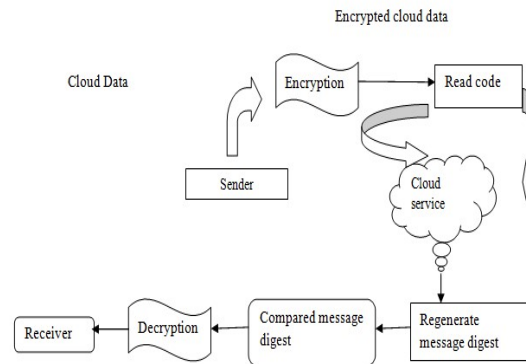 Encrypted cloud data
Cloud Data
Encryption
Read code
Sender
Cloud
service
Receiver
Decryption
Compared message
digest
Regenerate
message digest